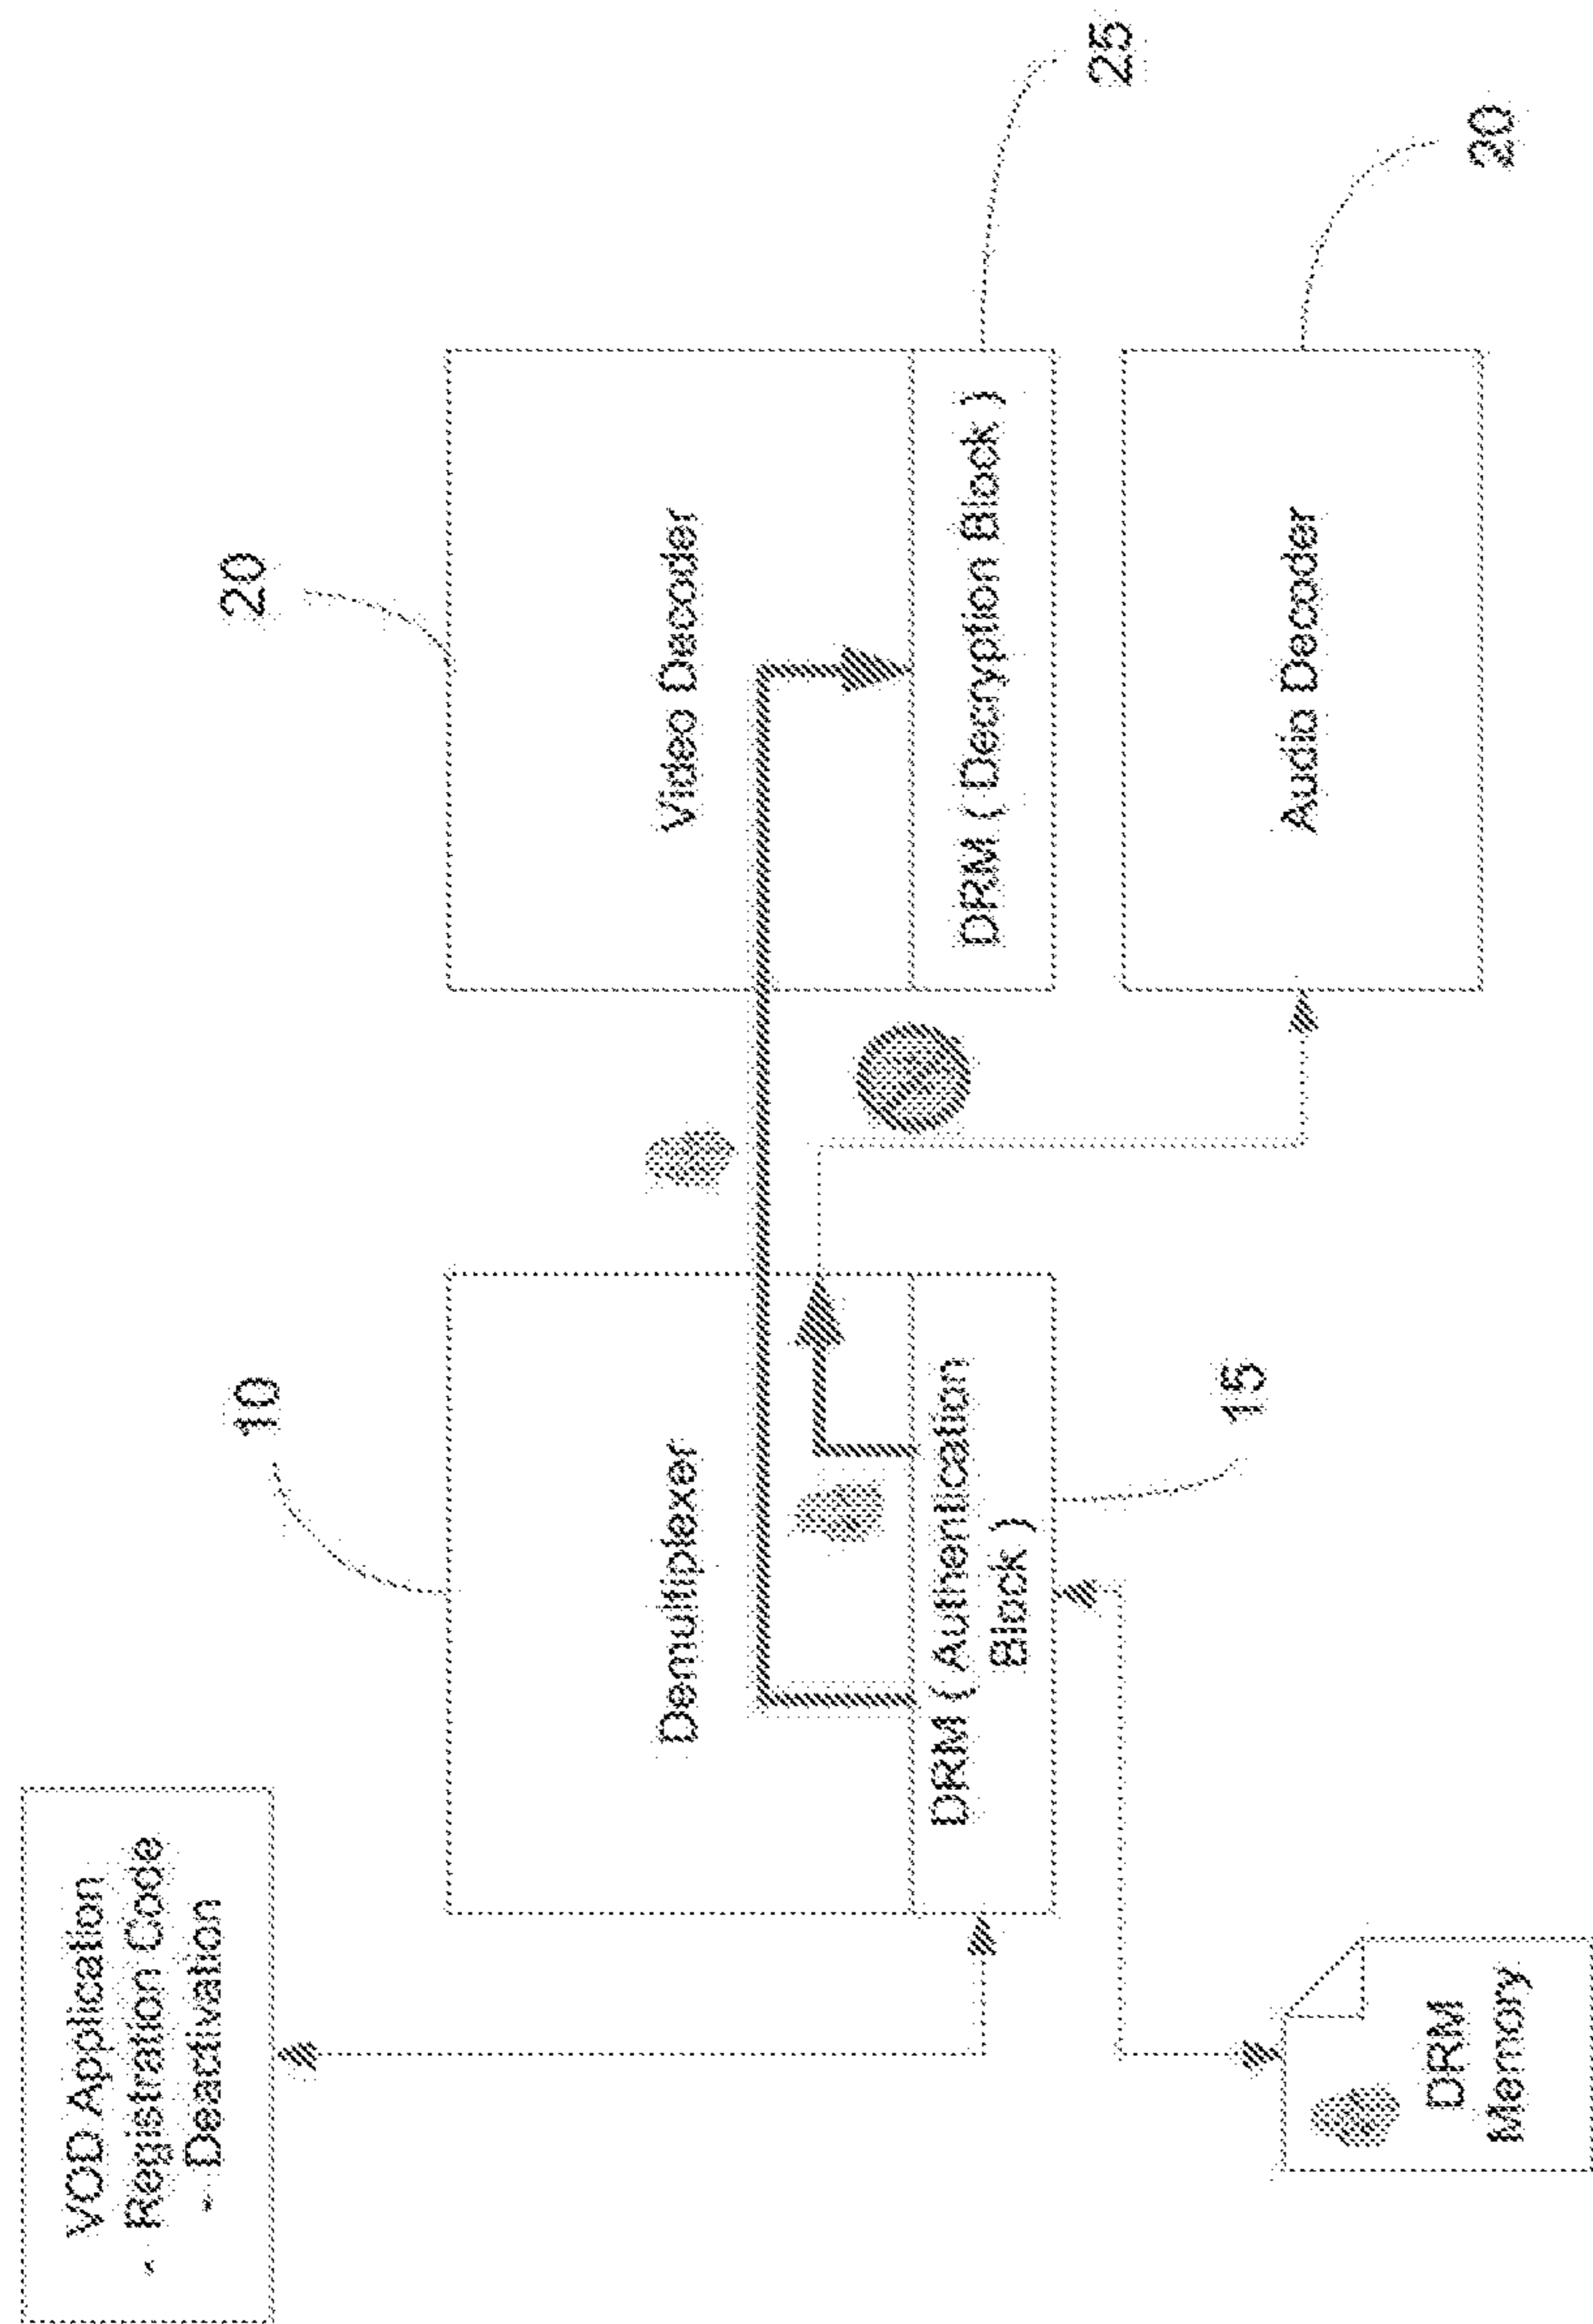 VOD Application
- Registration Code
- Deactivation
10
Demultiplexer
DRM ( Authentication
Block )
15
20
Video Decoder
DRM ( Decryption Block )
25
Audio Decoder
20
DRM
Memory